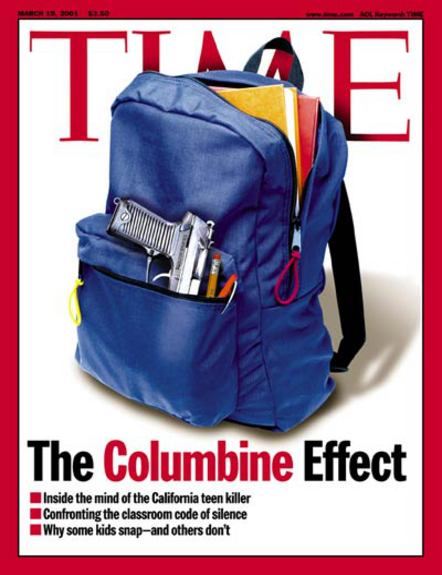 MARCH 19, 2001 $3.50 www.time.com AOL Keyword: TIME
TIME
The Columbine Effect
Inside the mind of the California teen killer
Confronting the classroom code of silence
Why some kids snap—and others don't